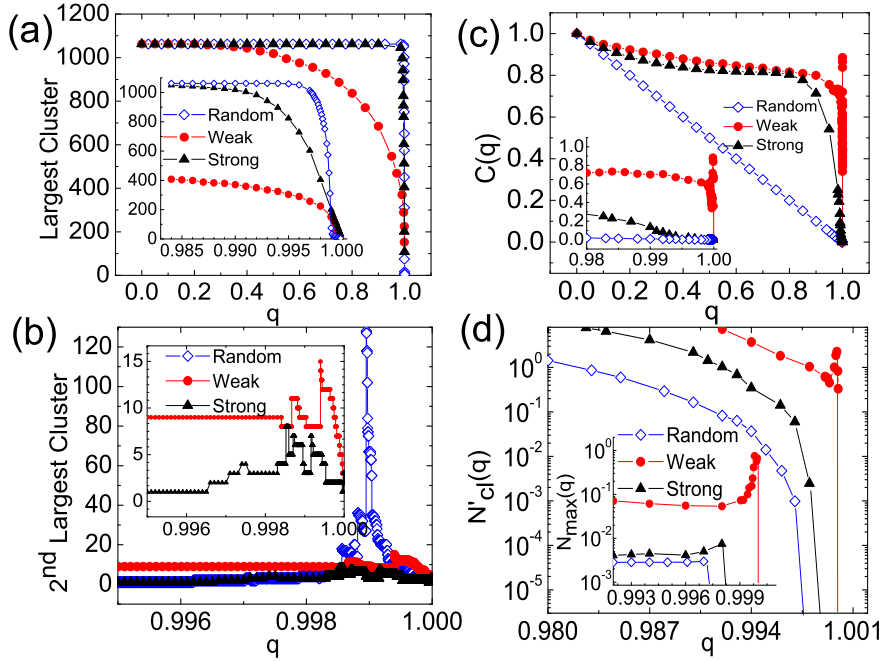 (a)
1200
1000
800
600
400
200
0
Largest Cluster
0.0 0.2 0.4 0.6 0.8 1.0
q
Random
Weak
Strong
1000
800
600
400
200
0
0.985 0.990 0.995 1.000
(c)
1.0
0.8
0.6
0.4
0.2
0.0
C(q)
0.0 0.2 0.4 0.6 0.8 1.0
q
Random
Weak
Strong
1.0
0.8
0.6
0.4
0.2
0.0
0.98 0.99 1.00
(b)
120
100
80
60
40
20
0
2nd Largest Cluster
0.996 0.998 1.000
q
Random
Weak
Strong
15
10
5
0
0.996 0.998 1.000
(d)
10^0
10^-1
10^-2
10^-3
10^-4
10^-5
N'cl(q)
0.980 0.987 0.994 1.001
q
Random
Weak
Strong
10^0
10^-1
10^-2
10^-3
Nmax(q)
0.993 0.996 0.999